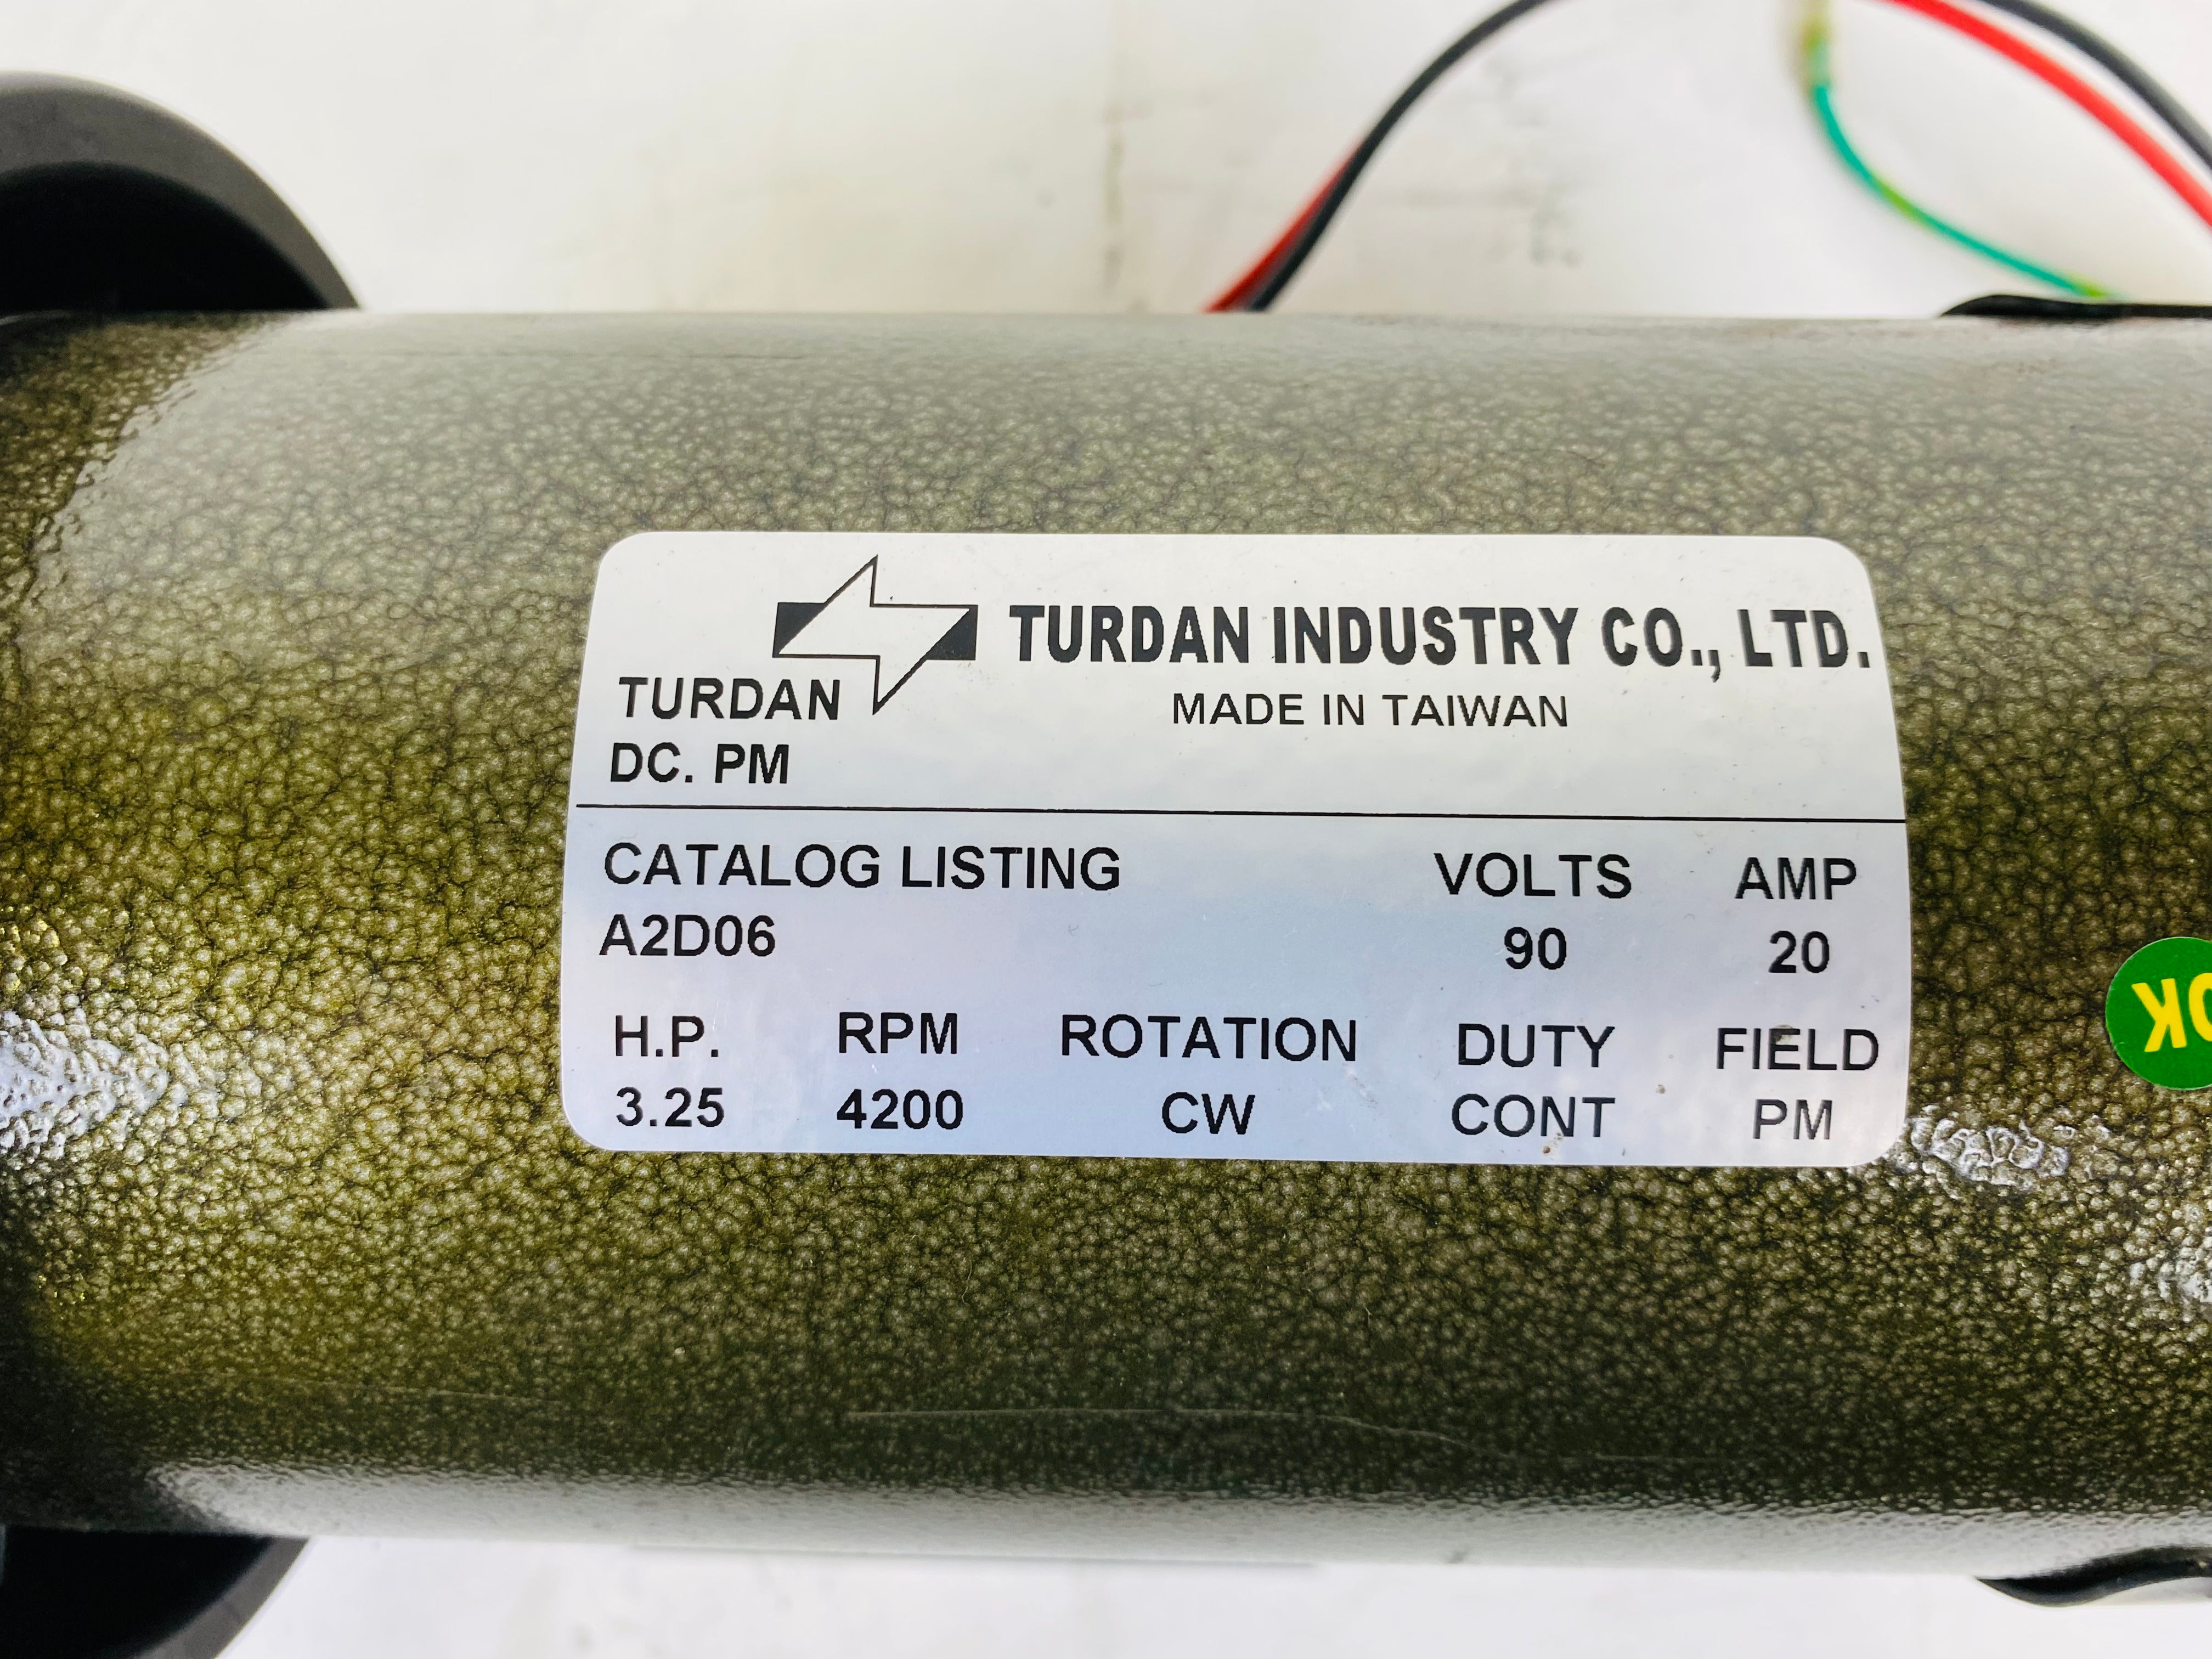 TURDAN INDUSTRY CO., LTD.
TURDAN
MADE IN TAIWAN
DC. PM
CATALOG LISTING VOLTS AMP
A2D06 90 20
H.P. RPM ROTATION DUTY FIELD
3.25 4200 CW CONT PM
OK